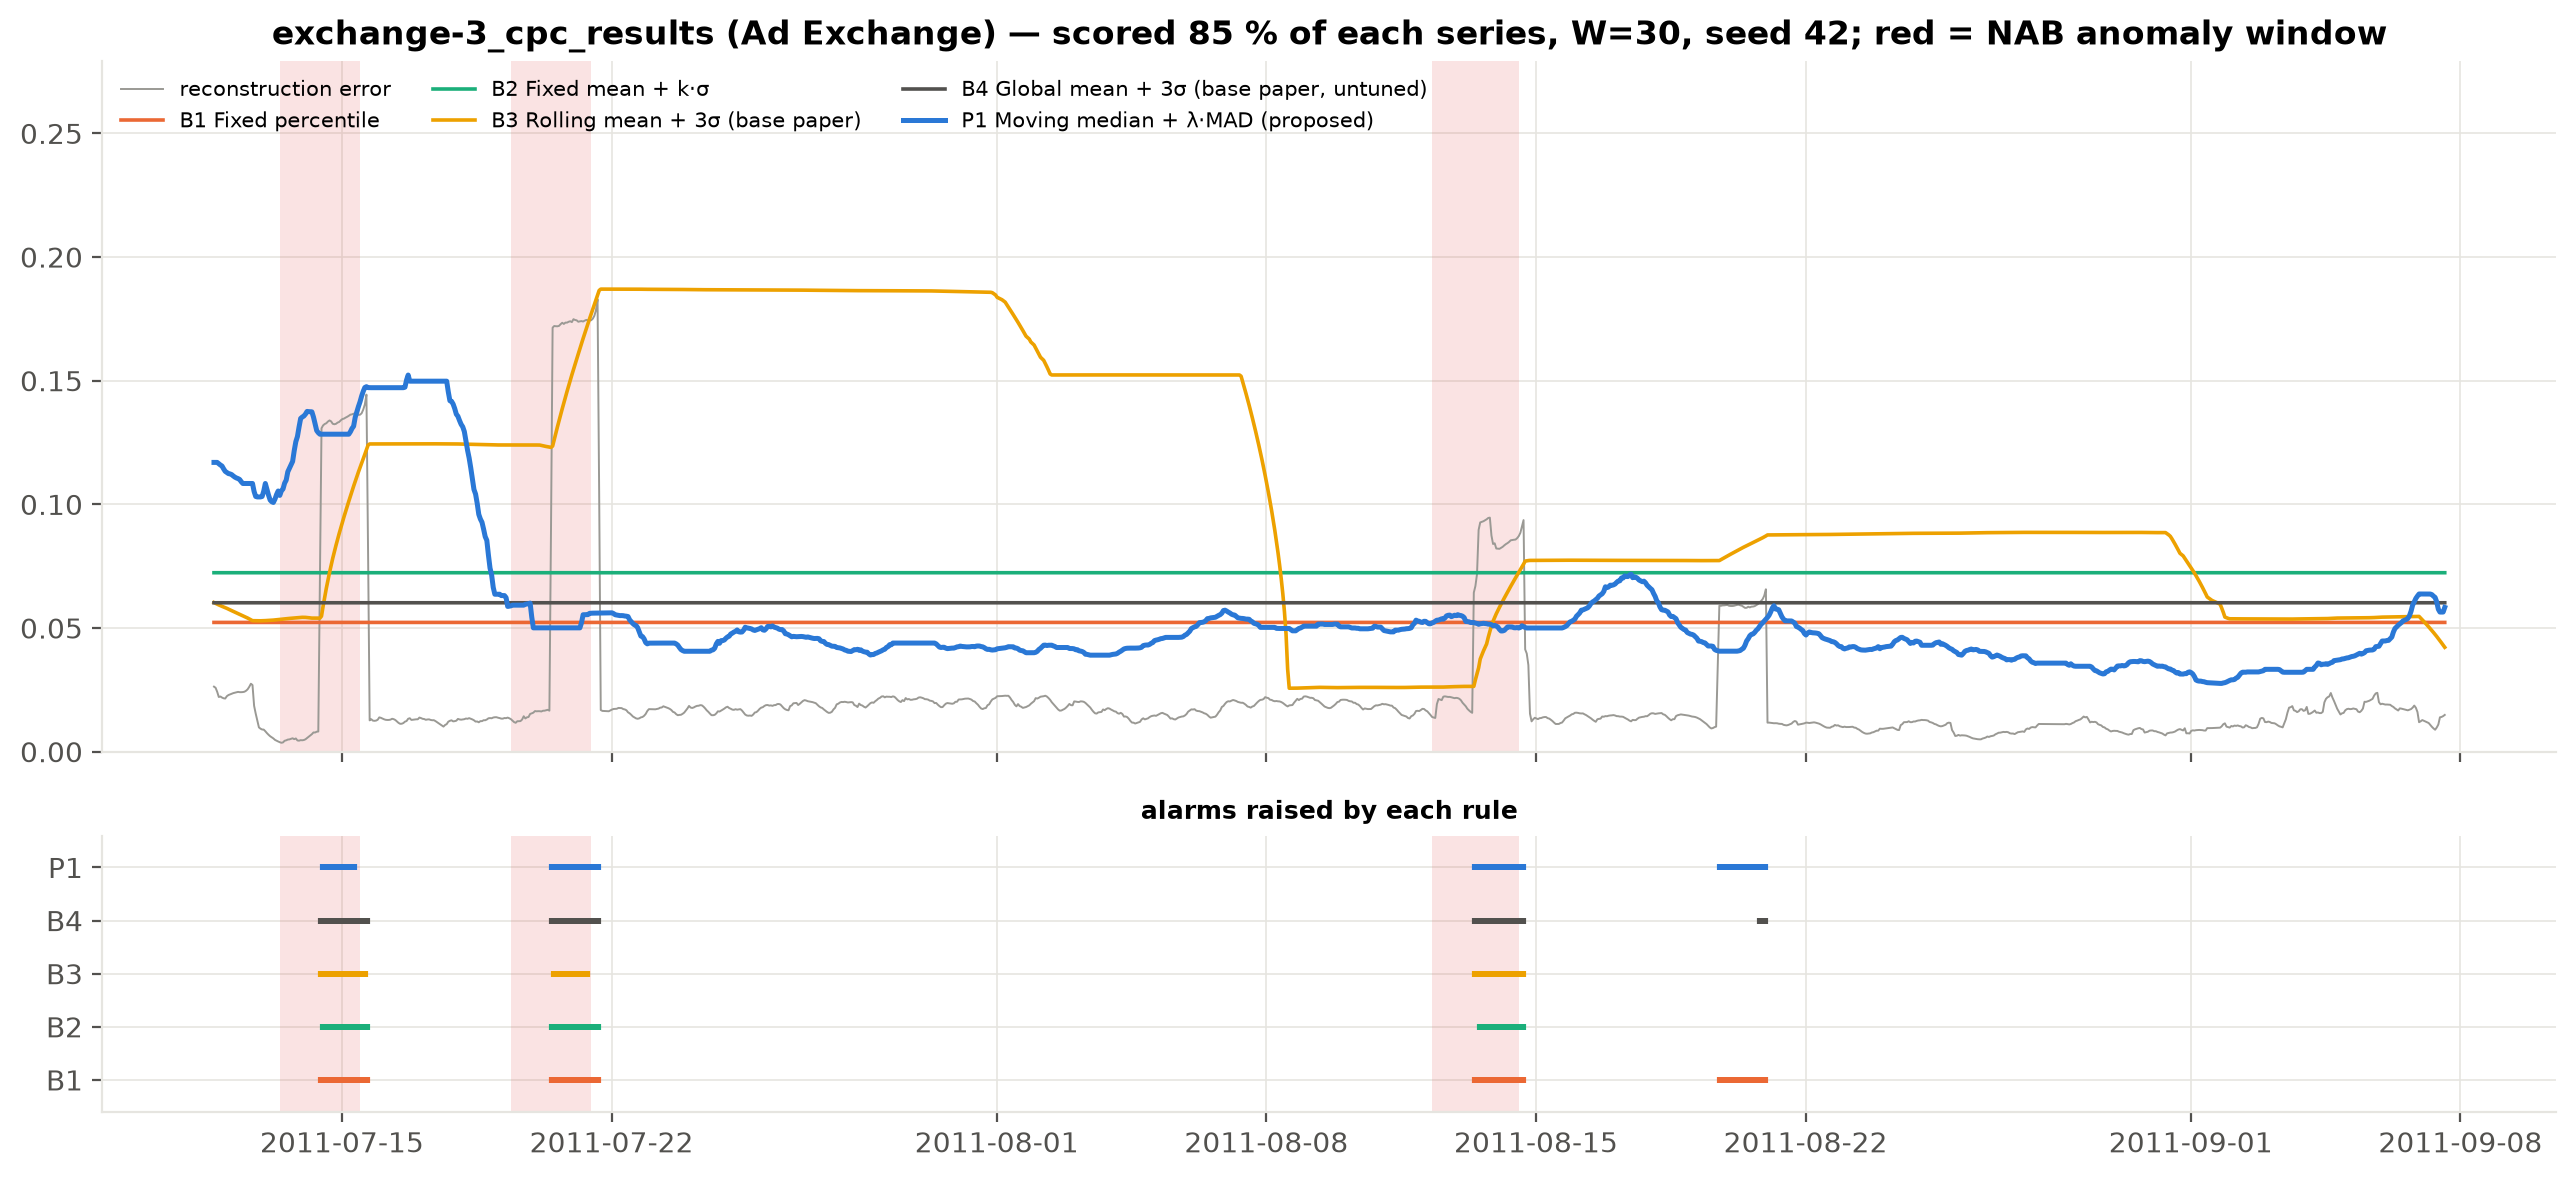 exchange-3_cpc_results (Ad Exchange) — scored 85 % of each series, W=30, seed 42; red = NAB anomaly window
reconstruction error
B1 Fixed percentile
B2 Fixed mean + k·σ
B3 Rolling mean + 3σ (base paper)
B4 Global mean + 3σ (base paper, untuned)
P1 Moving median + λ·MAD (proposed)
0.25
0.20
0.15
0.10
0.05
0.00
alarms raised by each rule
P1
B4
B3
B2
B1
2011-07-15
2011-07-22
2011-08-01
2011-08-08
2011-08-15
2011-08-22
2011-09-01
2011-09-08